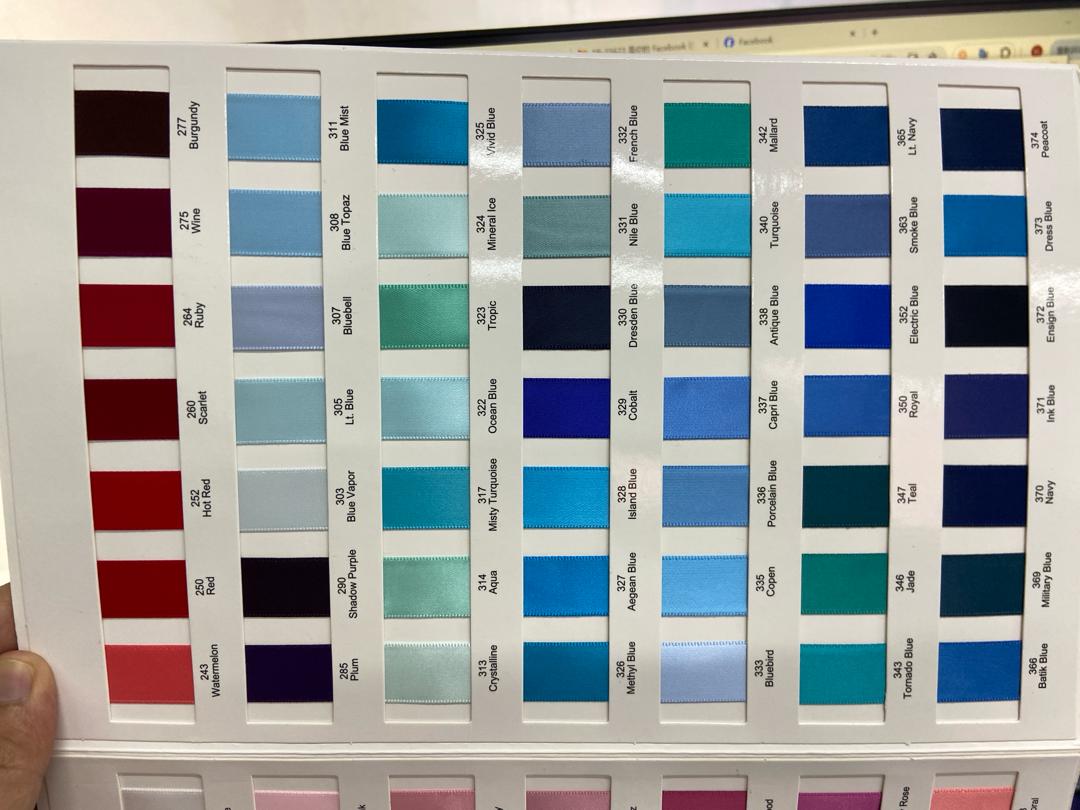 Facebook
277
Burgundy
275
Wine
264
Ruby
260
Scarlet
252
Hot Red
250
Red
243
Watermelon
311
Blue Mist
308
Blue Topaz
307
Bluebell
305
Lt. Blue
303
Blue Vapor
290
Shadow Purple
285
Plum
325
Vivid Blue
324
Mineral Ice
323
Tropic
322
Ocean Blue
317
Misty Turquoise
314
Aqua
313
Crystalline
332
French Blue
331
Nile Blue
330
Dresden Blue
329
Cobalt
328
Island Blue
327
Aegean Blue
326
Methyl Blue
342
Mallard
340
Turquoise
338
Antique Blue
337
Capri Blue
336
Porcelain Blue
335
Copen
333
Bluebird
365
Lt. Navy
363
Smoke Blue
352
Electric Blue
350
Royal
347
Teal
346
Jade
343
Tornado Blue
374
Peacoat
373
Dress Blue
372
Ensign Blue
371
Ink Blue
370
Navy
369
Military Blue
366
Batik Blue
Rose